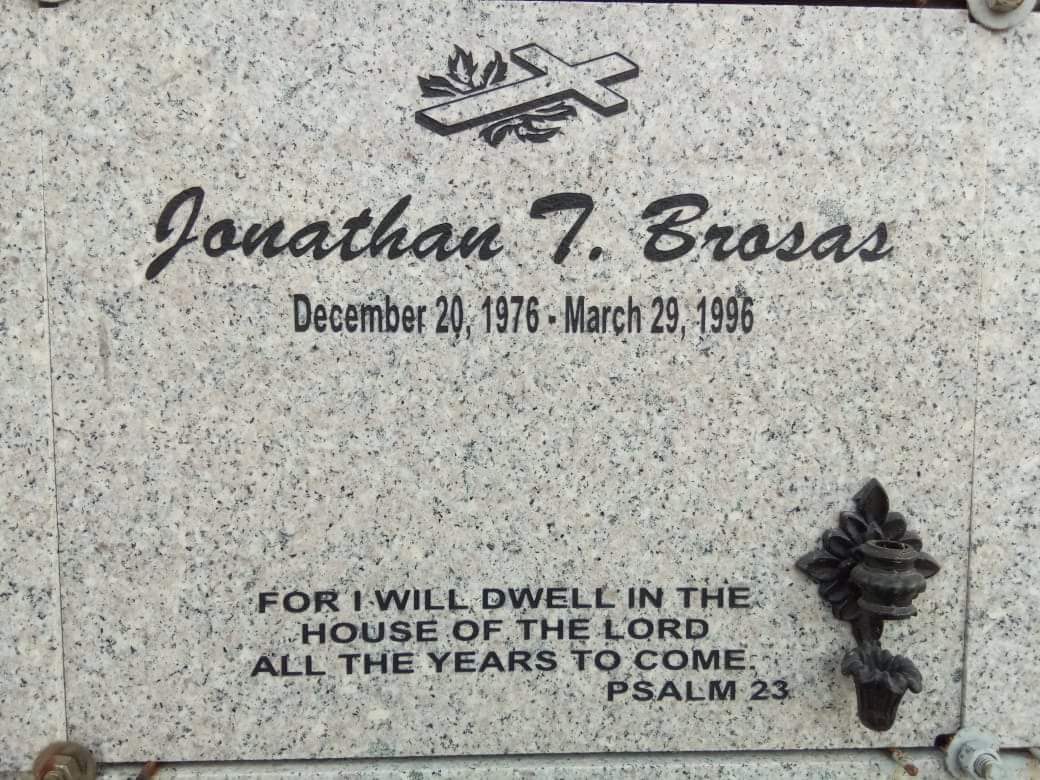 Jonathan T. Brosas
December 20, 1976 - March 29, 1996
FOR I WILL DWELL IN THE
HOUSE OF THE LORD
ALL THE YEARS TO COME.
PSALM 23